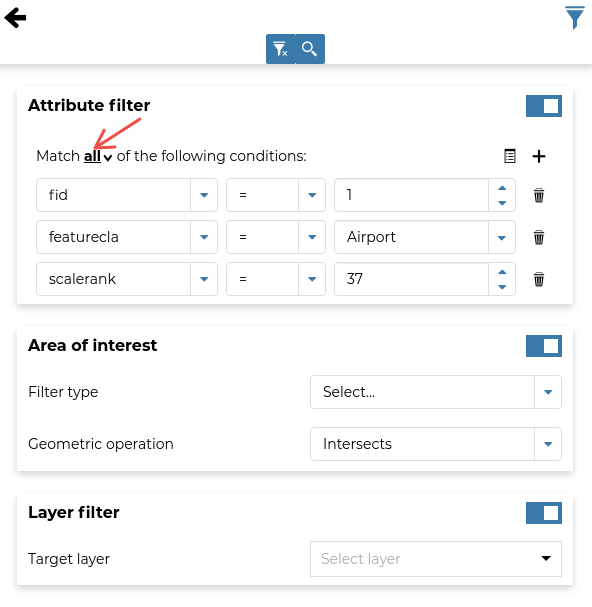 Attribute filter
Match all of the following conditions:
fid = 1
featurecla = Airport
scalerank = 37
Area of interest
Filter type Select...
Geometric operation Intersects
Layer filter
Target layer Select layer